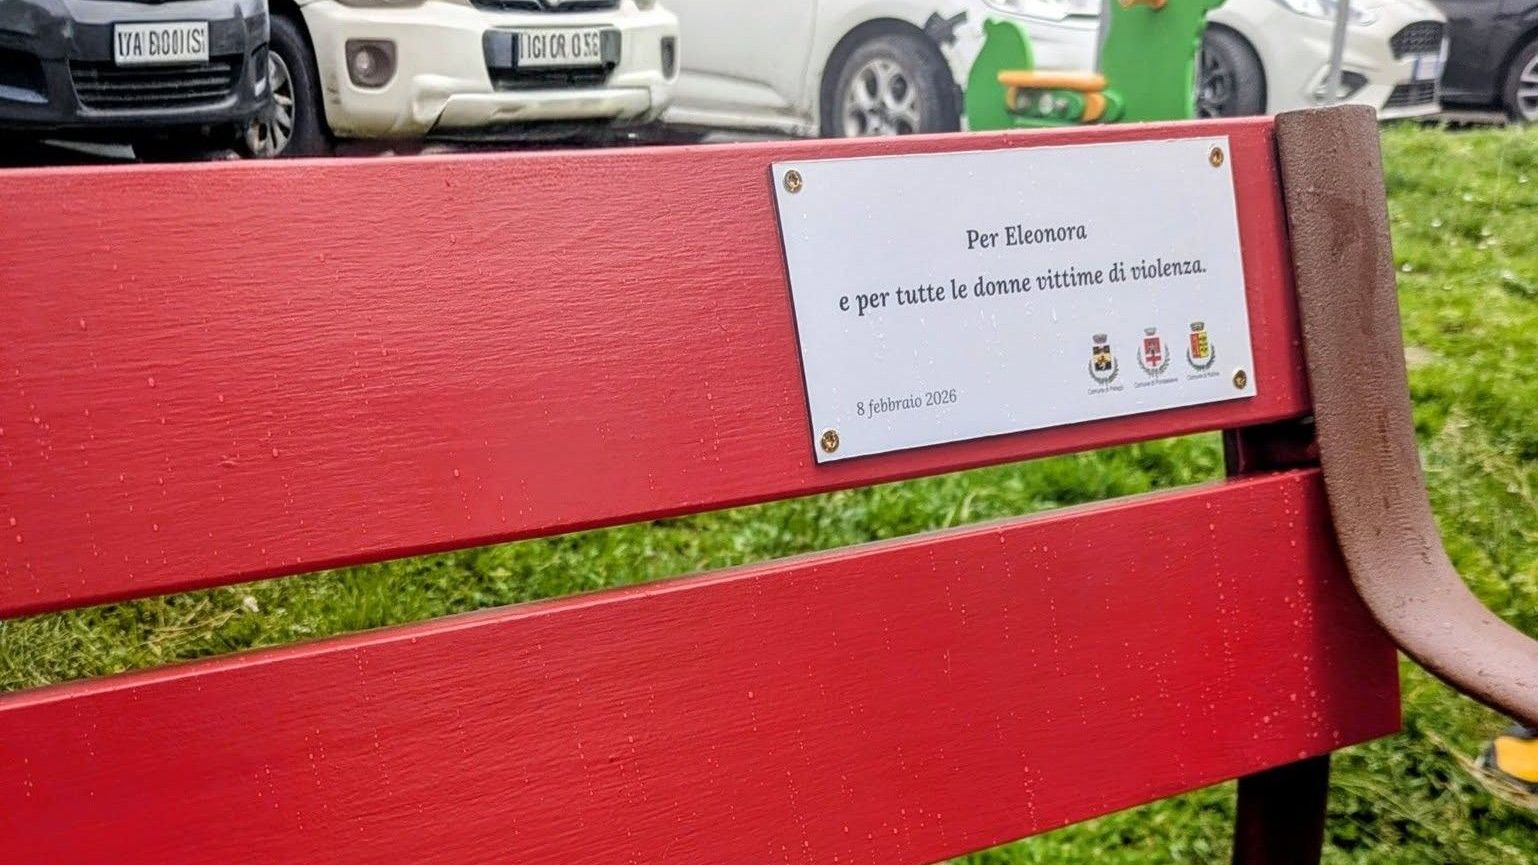 Per Eleonora
e per tutte le donne vittime di violenza.
8 febbraio 2026